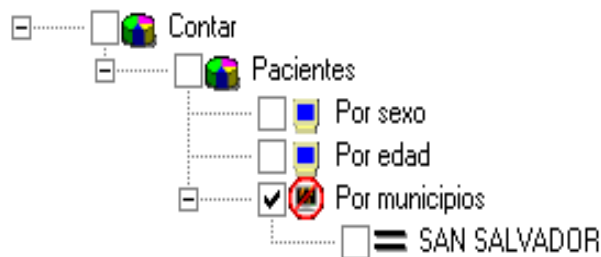 Contar
Pacientes
Por sexo
Por edad
Por municipios
SAN SALVADOR